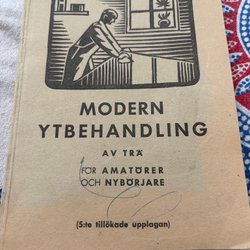 MODERN
YTBEHANDLING
AV TRÄ
FÖR AMATÖRER
OCH NYBÖRJARE
(5:te tillökade upplagan)